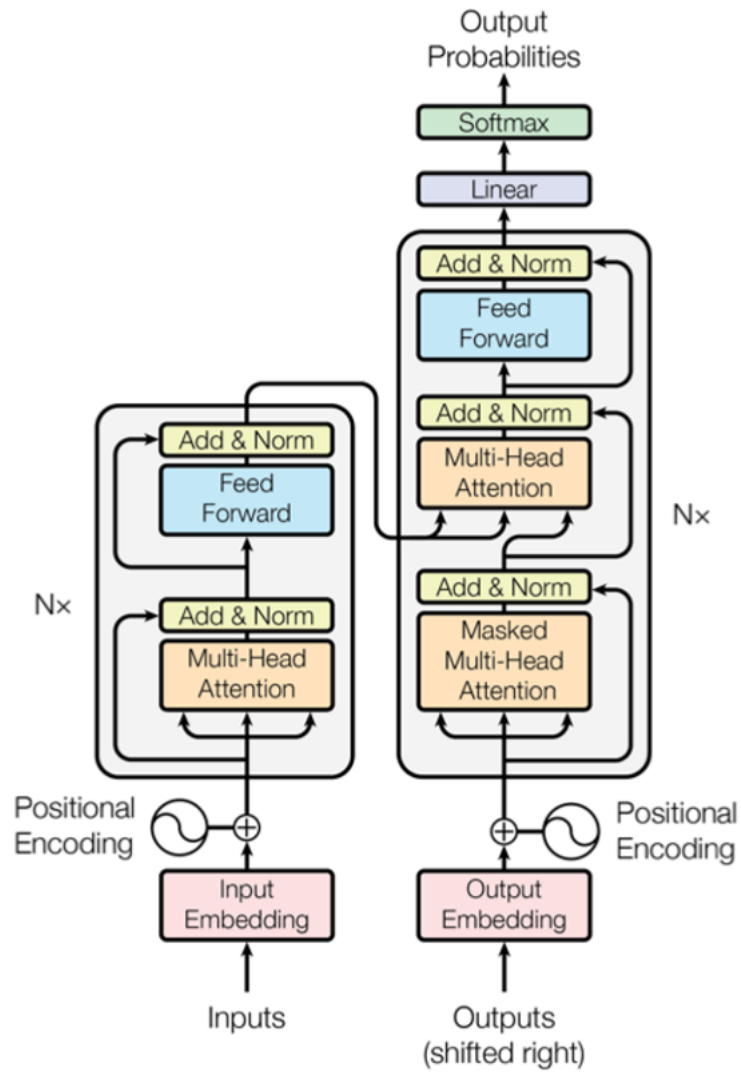 Output
Probabilities
Softmax
Linear
Add & Norm
Feed
Forward
Add & Norm
Multi-Head
Attention
Add & Norm
Masked
Multi-Head
Attention
N×
Add & Norm
Feed
Forward
Add & Norm
Multi-Head
Attention
N×
Positional
Encoding
Positional
Encoding
Input
Embedding
Output
Embedding
Inputs
Outputs
(shifted right)